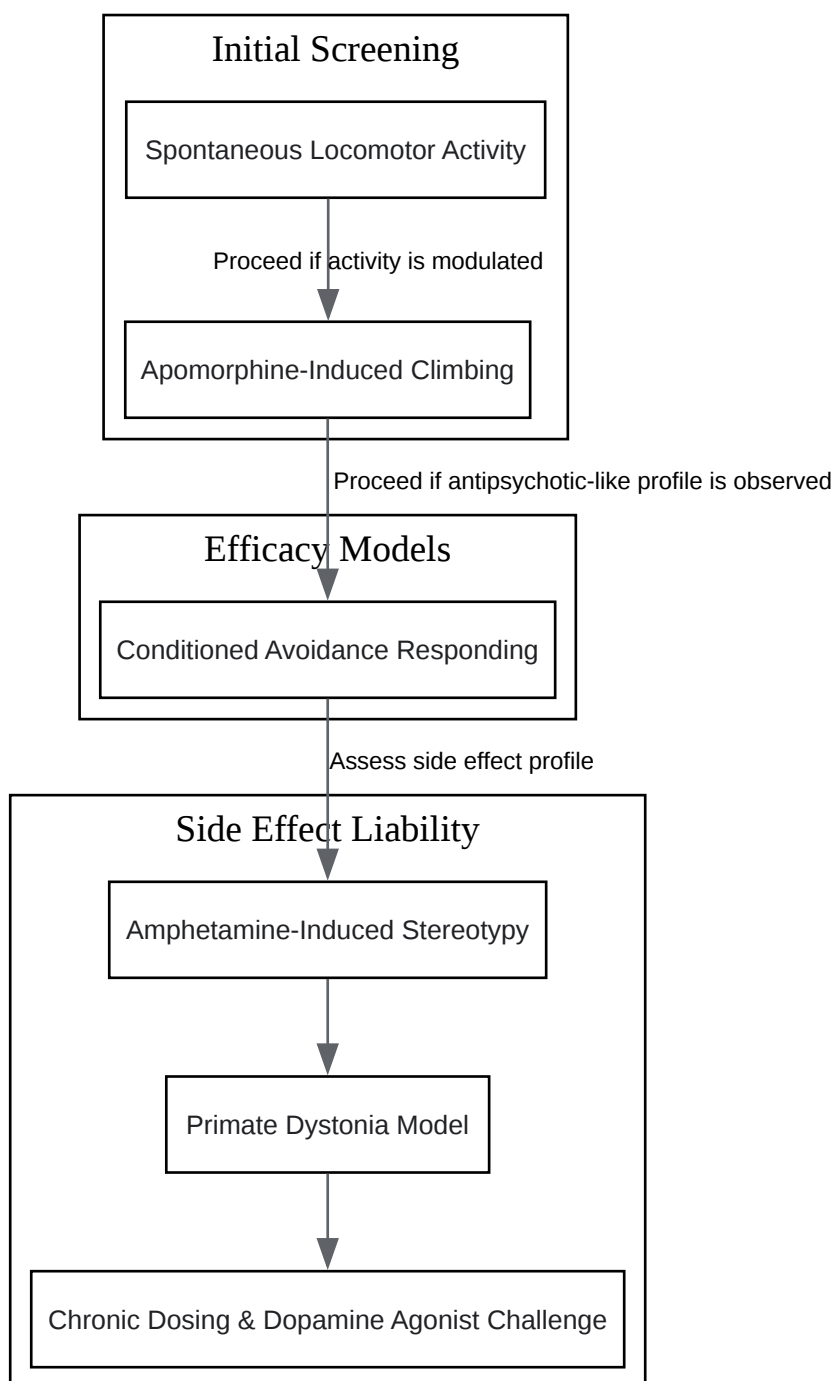 Initial Screening
Spontaneous Locomotor Activity
Proceed if activity is modulated
Apomorphine-Induced Climbing
Proceed if antipsychotic-like profile is observed
Efficacy Models
Conditioned Avoidance Responding
Assess side effect profile
Side Effect Liability
Amphetamine-Induced Stereotypy
Primate Dystonia Model
Chronic Dosing & Dopamine Agonist Challenge